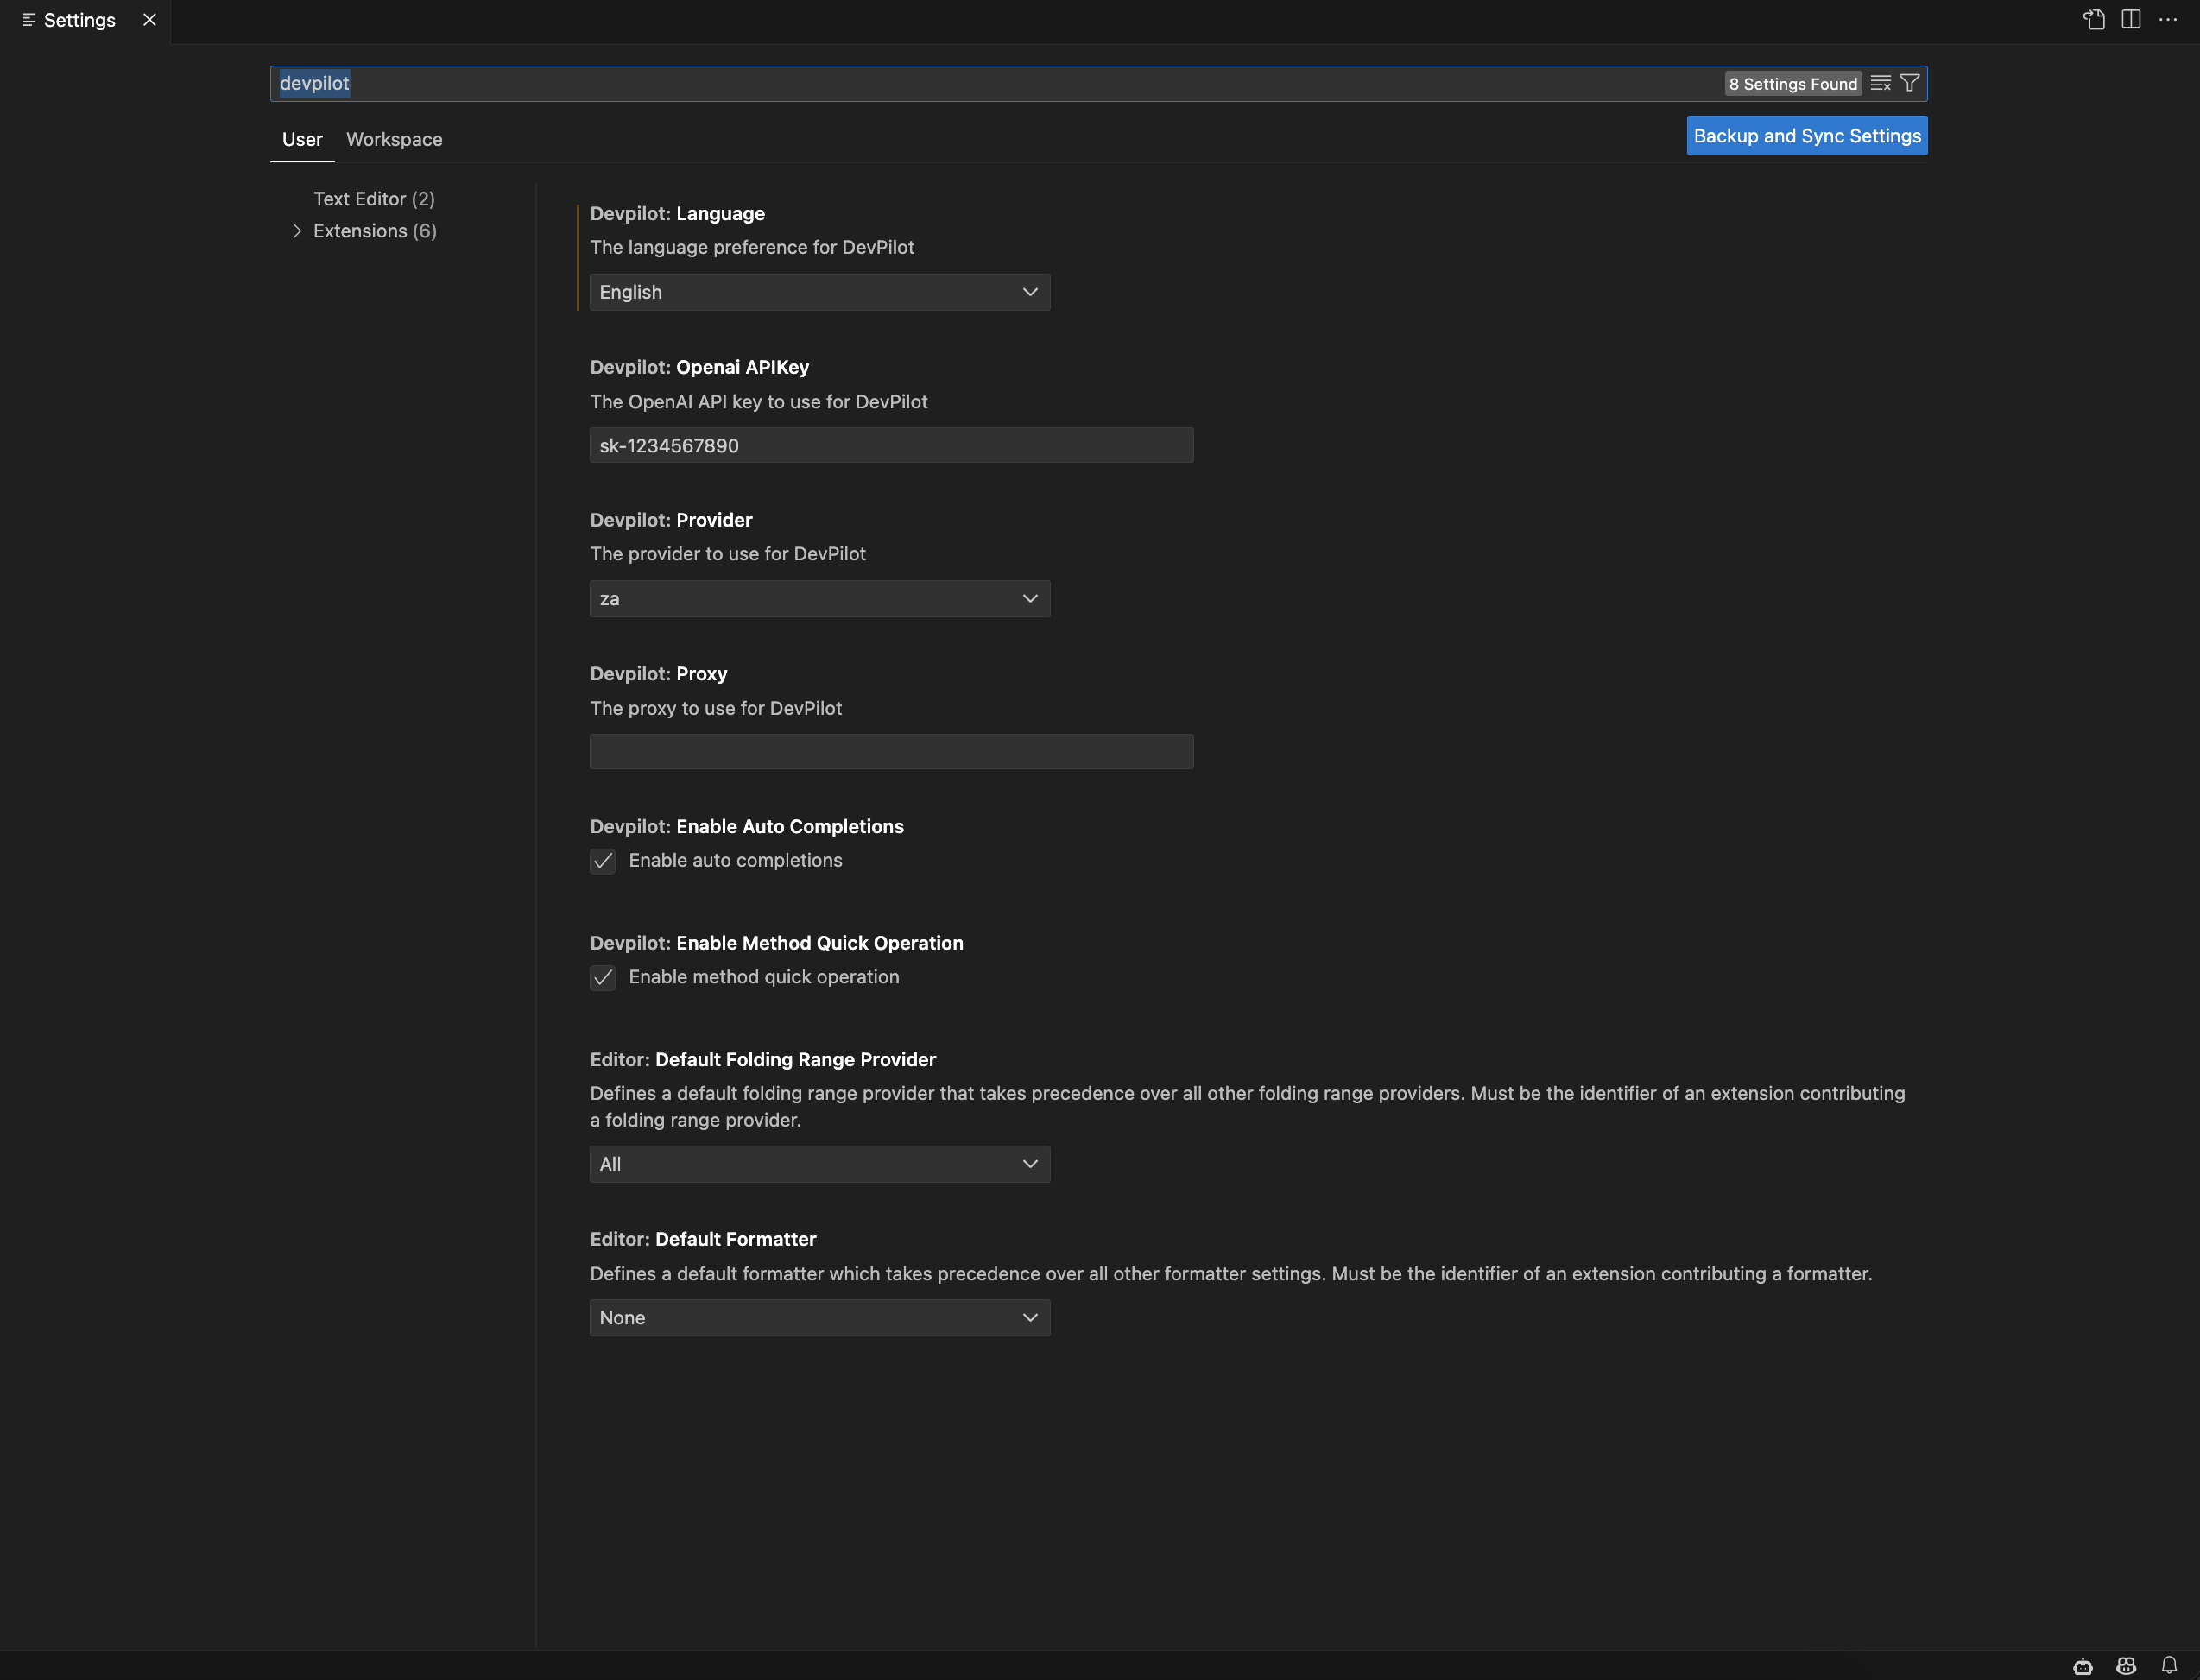 Settings
devpilot
8 Settings Found
User
Workspace
Backup and Sync Settings
Text Editor (2)
Extensions (6)
Devpilot: Language
The language preference for DevPilot
English
Devpilot: Openai APIKey
The OpenAI API key to use for DevPilot
sk-1234567890
Devpilot: Provider
The provider to use for DevPilot
za
Devpilot: Proxy
The proxy to use for DevPilot
Devpilot: Enable Auto Completions
Enable auto completions
Devpilot: Enable Method Quick Operation
Enable method quick operation
Editor: Default Folding Range Provider
Defines a default folding range provider that takes precedence over all other folding range providers. Must be the identifier of an extension contributing
a folding range provider.
All
Editor: Default Formatter
Defines a default formatter which takes precedence over all other formatter settings. Must be the identifier of an extension contributing a formatter.
None